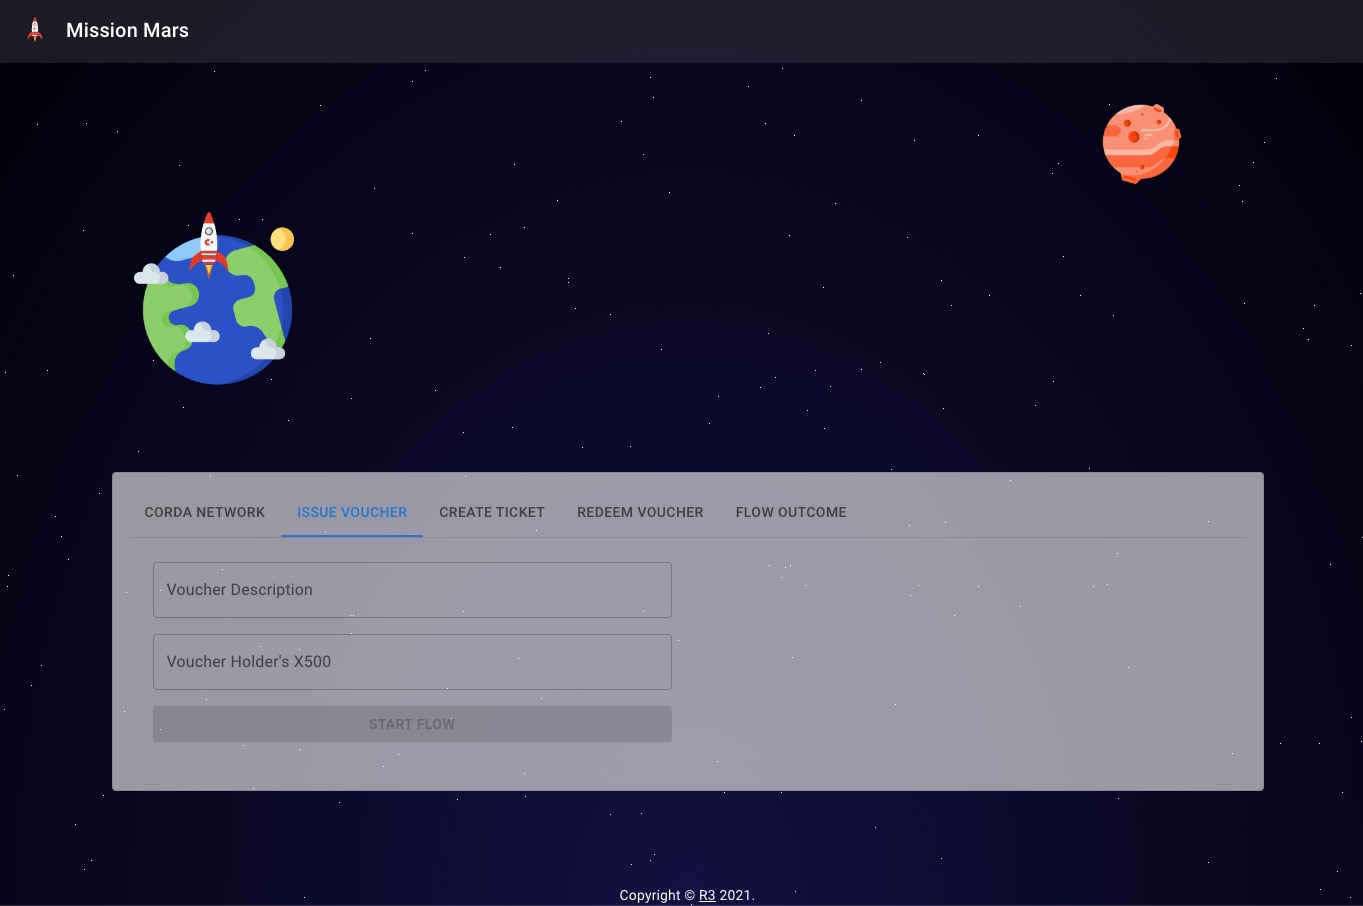 Mission Mars
CORDA NETWORK ISSUE VOUCHER CREATE TICKET REDEEM VOUCHER FLOW OUTCOME
Voucher Description
Voucher Holder's X500
START FLOW
Copyright © R3 2021.